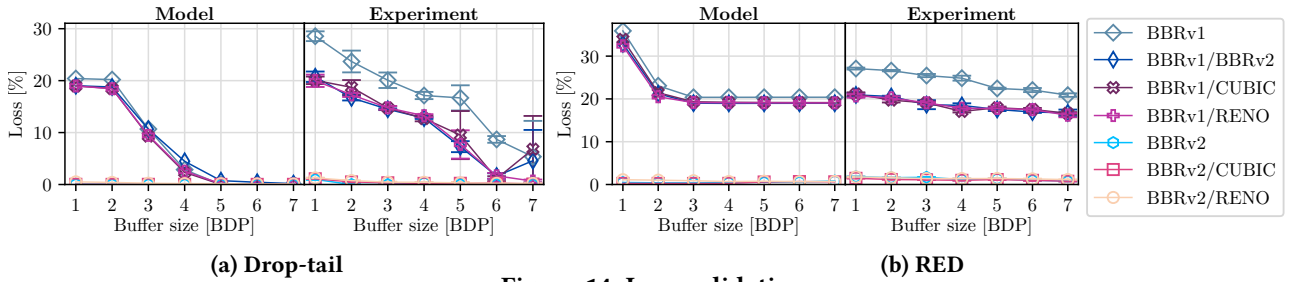 Model
Experiment
Loss [%]
30
20
10
0
1 2 3 4 5 6 7
1 2 3 4 5 6 7
Buffer size [BDP]
Buffer size [BDP]
(a) Drop-tail
Model
Experiment
Loss [%]
30
20
10
0
1 2 3 4 5 6 7
1 2 3 4 5 6 7
Buffer size [BDP]
Buffer size [BDP]
(b) RED
BBRv1
BBRv1/BBRv2
BBRv1/CUBIC
BBRv1/RENO
BBRv2
BBRv2/CUBIC
BBRv2/RENO